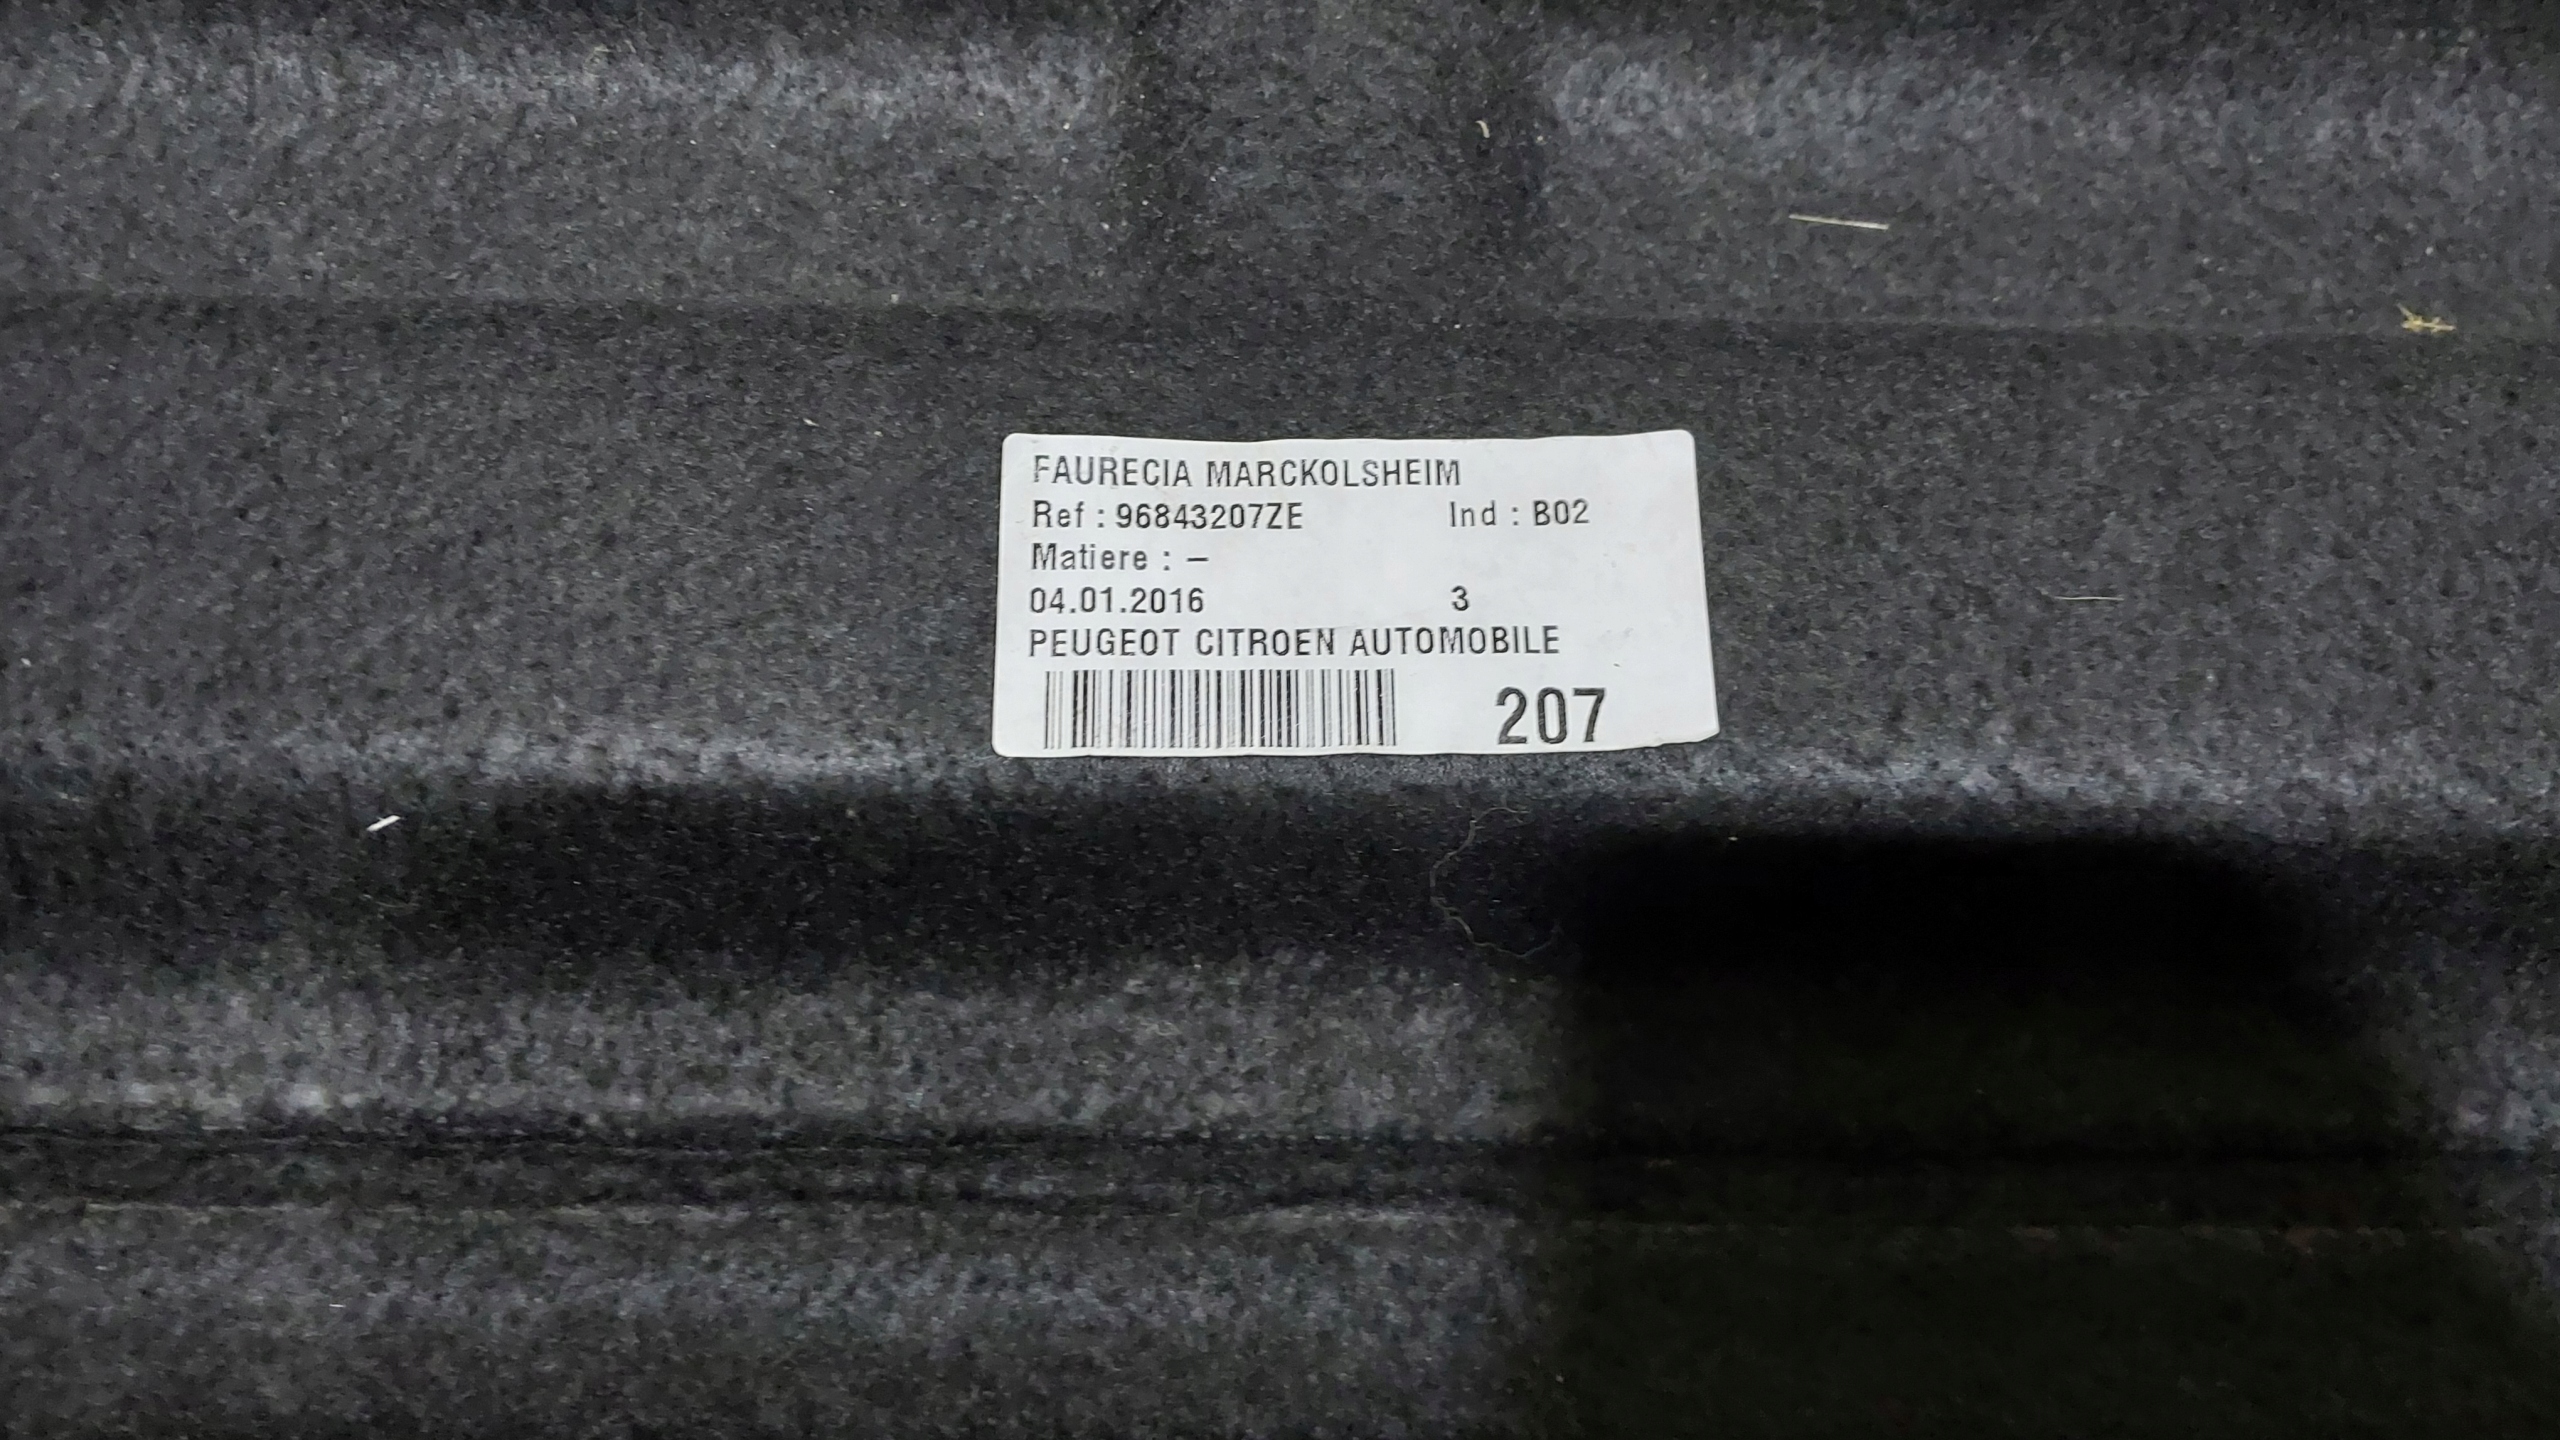 FAURECIA MARCKOLSHEIM
Ref : 96843207ZE Ind : B02
Matiere : –
04.01.2016 3
PEUGEOT CITROEN AUTOMOBILE
207